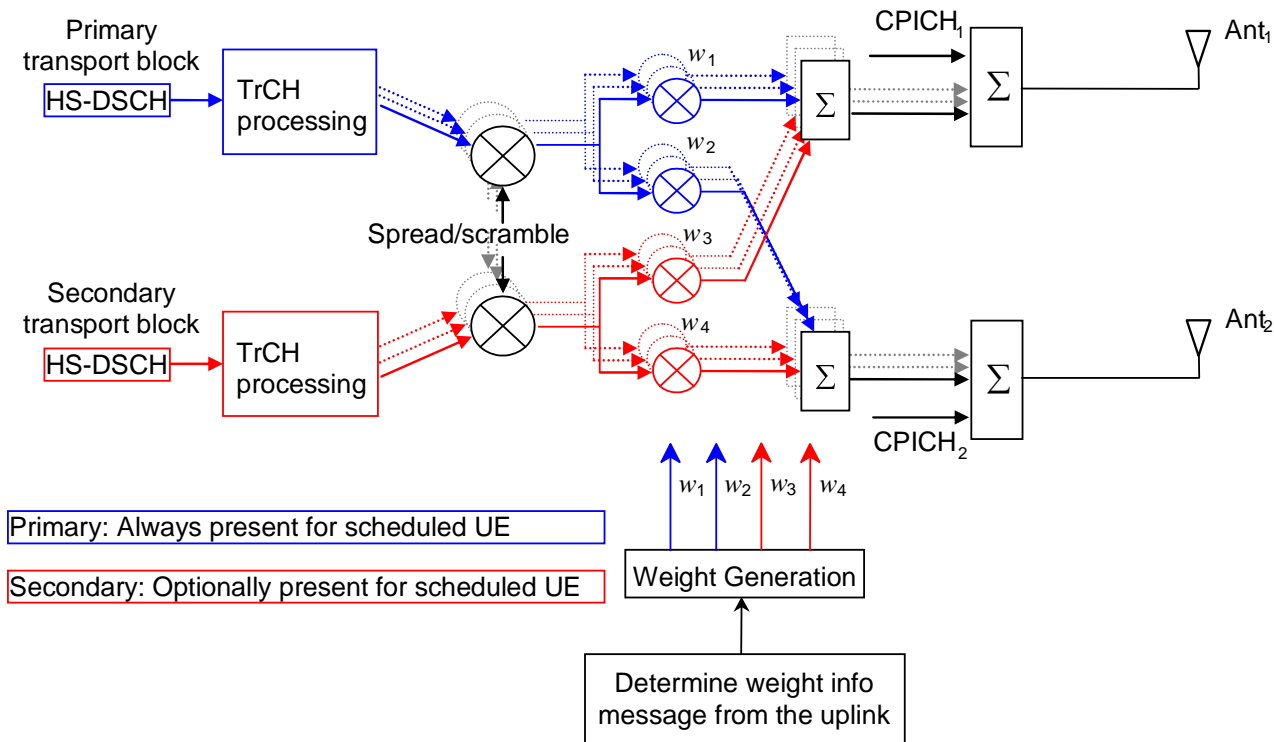 Primary
transport block
HS-DSCH
TrCH
processing
w1
w2
Σ
CPICH1
Σ
Ant1
Spread/scramble
Secondary
transport block
HS-DSCH
TrCH
processing
w3
w4
Σ
CPICH2
Σ
Ant2
w1 w2 w3 w4
Primary: Always present for scheduled UE
Secondary: Optionally present for scheduled UE
Weight Generation
Determine weight info
message from the uplink